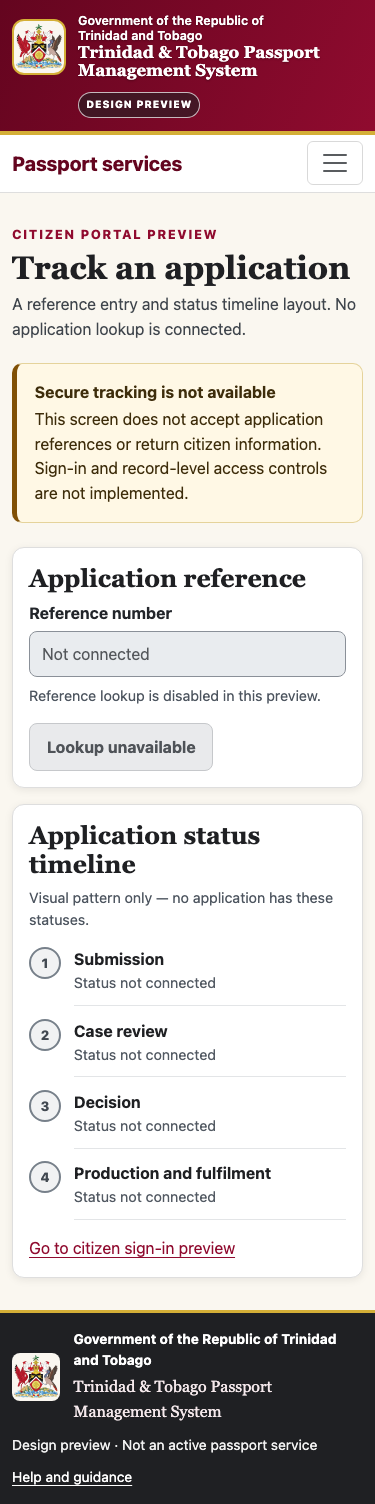 Government of the Republic of
Trinidad and Tobago
Trinidad & Tobago Passport
Management System
DESIGN PREVIEW
Passport services
CITIZEN PORTAL PREVIEW
Track an application
A reference entry and status timeline layout. No
application lookup is connected.
Secure tracking is not available
This screen does not accept application
references or return citizen information.
Sign-in and record-level access controls
are not implemented.
Application reference
Reference number
Not connected
Reference lookup is disabled in this preview.
Lookup unavailable
Application status
timeline
Visual pattern only — no application has these
statuses.
1 Submission
Status not connected
2 Case review
Status not connected
3 Decision
Status not connected
4 Production and fulfilment
Status not connected
Go to citizen sign-in preview
Government of the Republic of Trinidad
and Tobago
Trinidad & Tobago Passport
Management System
Design preview · Not an active passport service
Help and guidance